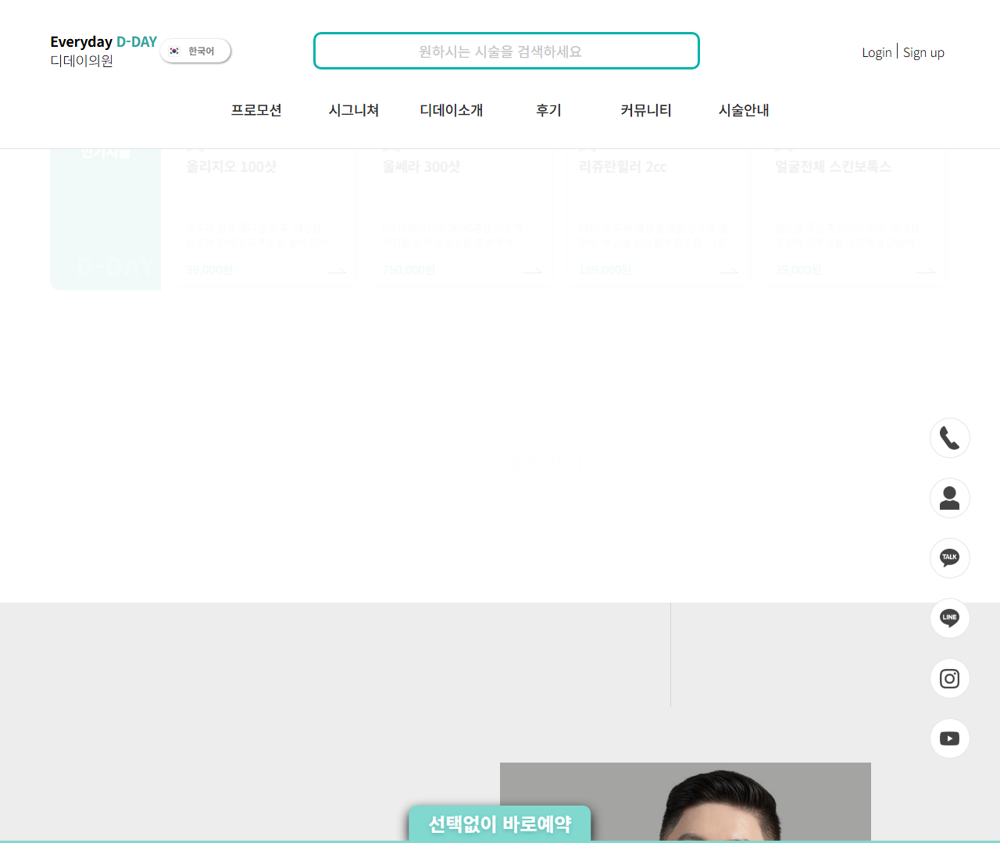 Everyday D-DAY
디데이의원
한국어
원하시는 시술을 검색하세요
Login
Sign up
프로모션
시그니쳐
디데이소개
후기
커뮤니티
시술안내
인기시술
올리지오 100샷
울쎄라 300샷
리쥬란힐러 2cc
얼굴전체 스킨보톡스
D-DAY
99,000원
750,000원
189,000원
39,000원
TALK
LINE
선택없이 바로예약